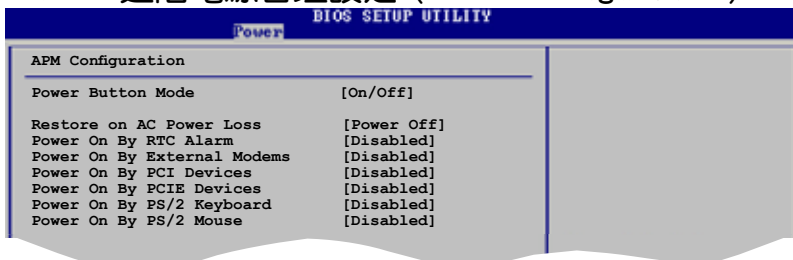 BIOS SETUP UTILITY
Power
APM Configuration
Power Button Mode [On/Off]
Restore on AC Power Loss [Power Off]
Power On By RTC Alarm [Disabled]
Power On By External Modems [Disabled]
Power On By PCI Devices [Disabled]
Power On By PCIE Devices [Disabled]
Power On By PS/2 Keyboard [Disabled]
Power On By PS/2 Mouse [Disabled]